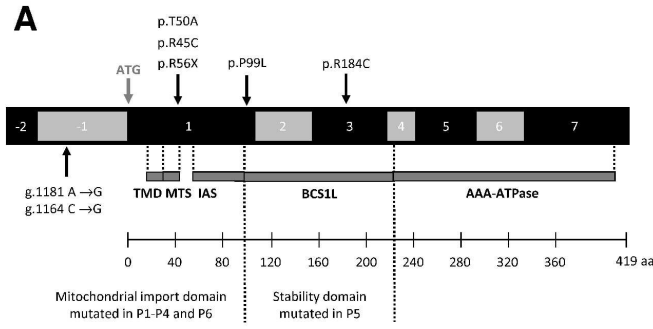 A
p.T50A
p.R45C
p.R56X
p.P99L
p.R184C
ATG
-2 -1 1 2 3 4 5 6 7
g.1181 A →G
g.1164 C →G
TMD MTS IAS BCS1L AAA-ATPase
0 40 80 120 160 200 240 280 320 360 419 aa
Mitochondrial import domain
mutated in P1-P4 and P6
Stability domain
mutated in P5